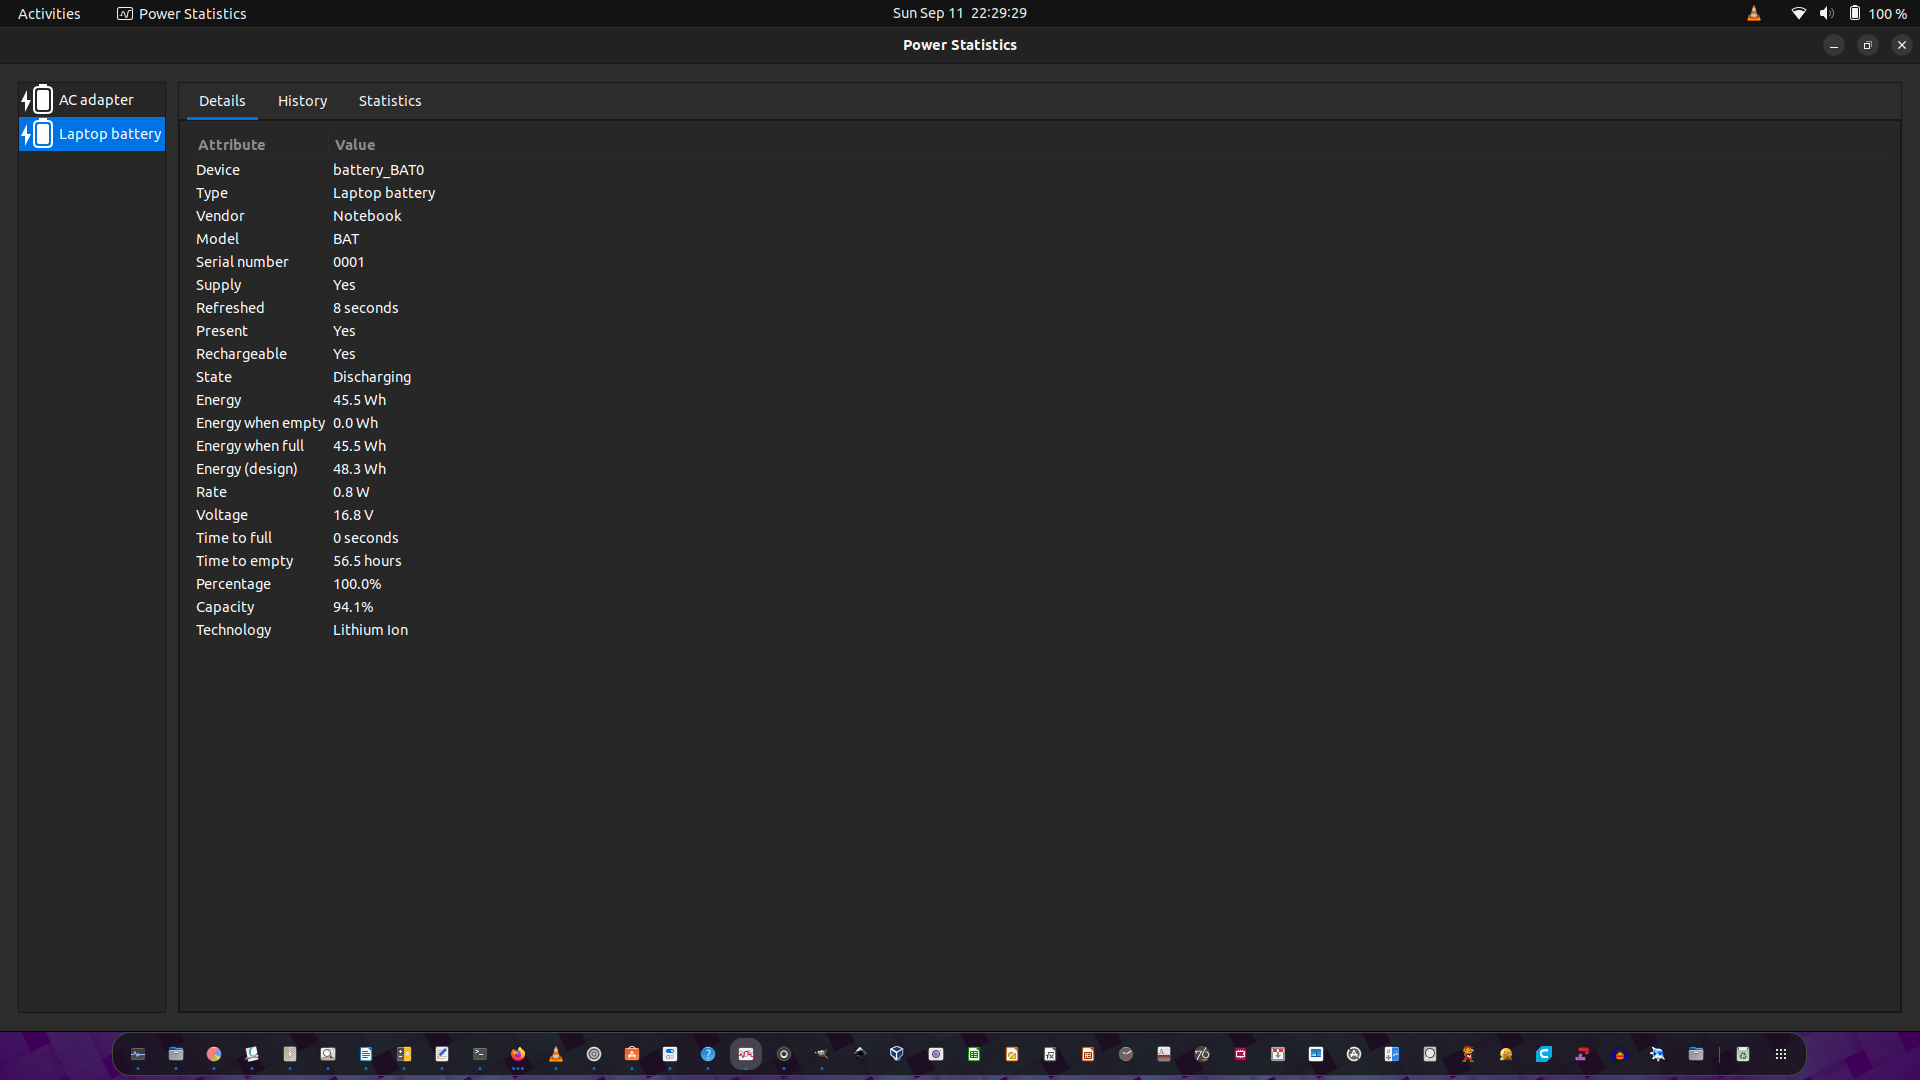 Activities Power Statistics Sun Sep 11 22:29:29 100 %
Power Statistics
AC adapter
Laptop battery
Details History Statistics
Attribute Value
Device battery_BAT0
Type Laptop battery
Vendor Notebook
Model BAT
Serial number 0001
Supply Yes
Refreshed 8 seconds
Present Yes
Rechargeable Yes
State Discharging
Energy 45.5 Wh
Energy when empty 0.0 Wh
Energy when full 45.5 Wh
Energy (design) 48.3 Wh
Rate 0.8 W
Voltage 16.8 V
Time to full 0 seconds
Time to empty 56.5 hours
Percentage 100.0%
Capacity 94.1%
Technology Lithium Ion
76